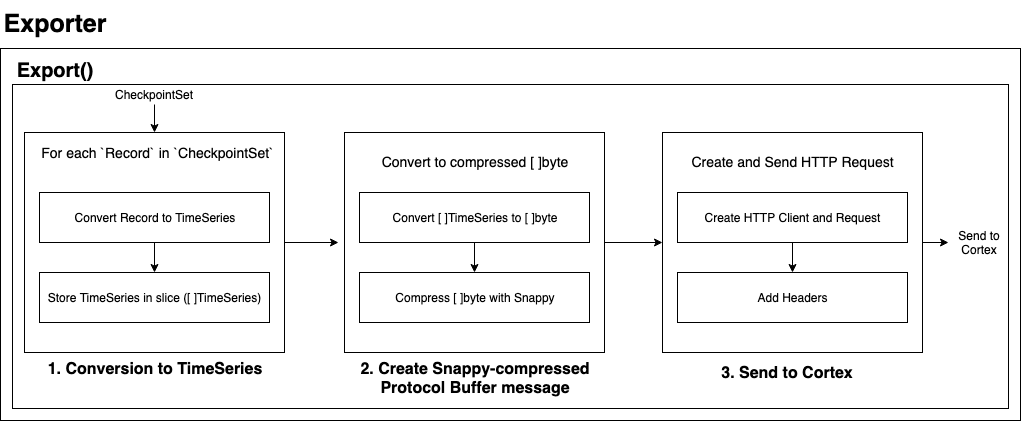 Exporter
Export()
CheckpointSet
For each `Record` in `CheckpointSet`
Convert Record to TimeSeries
Store TimeSeries in slice ([ ]TimeSeries)
1. Conversion to TimeSeries
Convert to compressed [ ]byte
Convert [ ]TimeSeries to [ ]byte
Compress [ ]byte with Snappy
2. Create Snappy-compressed
Protocol Buffer message
Create and Send HTTP Request
Create HTTP Client and Request
Add Headers
3. Send to Cortex
Send to
Cortex